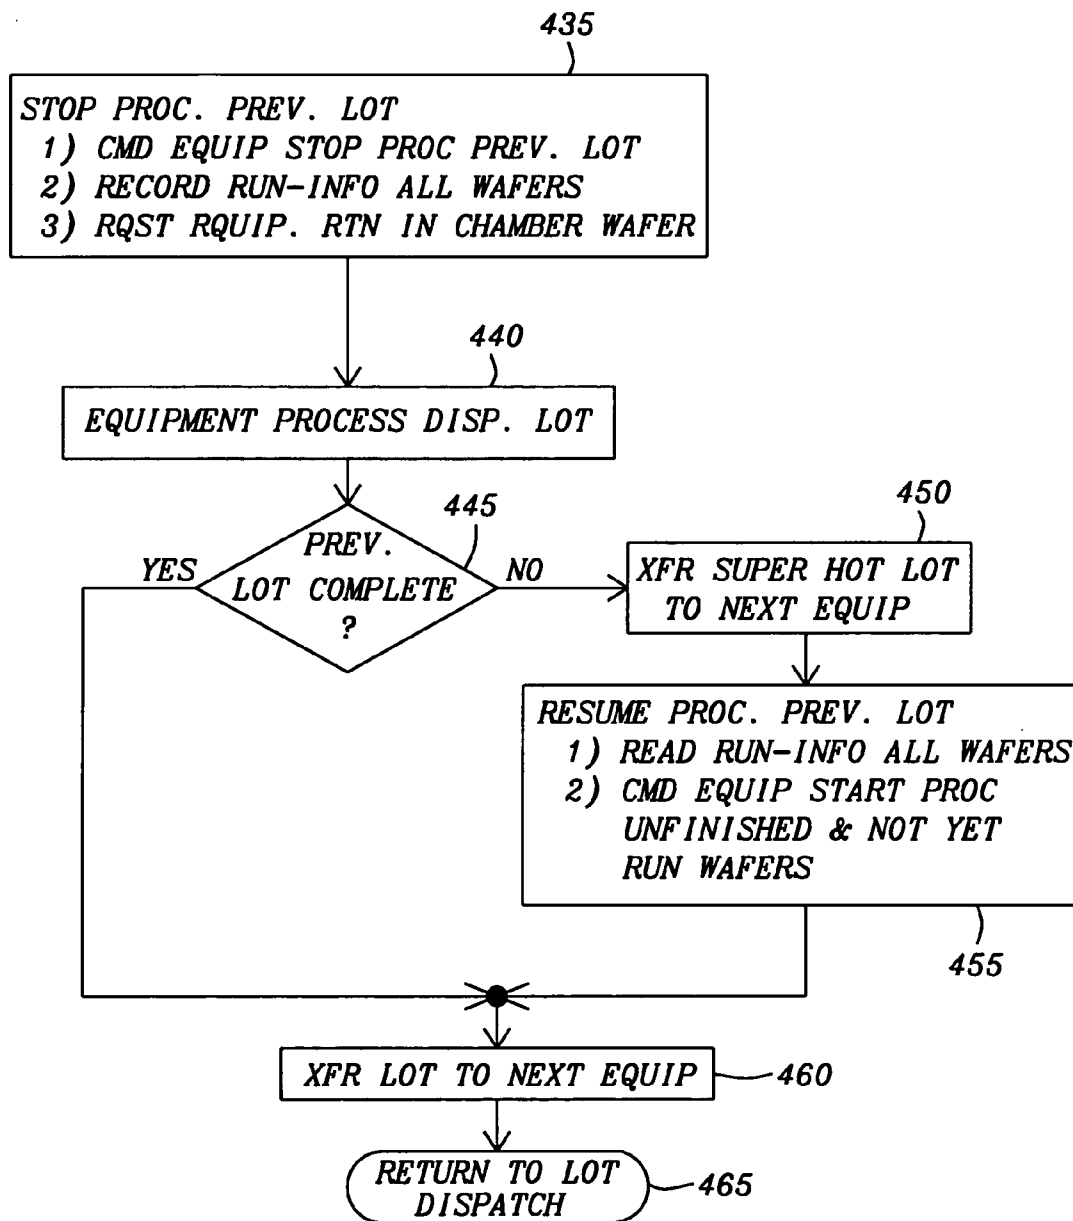 435
STOP PROC. PREV. LOT
1) CMD EQUIP STOP PROC PREV. LOT
2) RECORD RUN-INFO ALL WAFERS
3) RQST RQUIP. RTN IN CHAMBER WAFER
440
EQUIPMENT PROCESS DISP. LOT
445
PREV.
LOT COMPLETE
?
YES
NO
450
XFR SUPER HOT LOT
TO NEXT EQUIP
RESUME PROC. PREV. LOT
1) READ RUN-INFO ALL WAFERS
2) CMD EQUIP START PROC
UNFINISHED & NOT YET
RUN WAFERS
455
XFR LOT TO NEXT EQUIP
460
RETURN TO LOT
DISPATCH
465